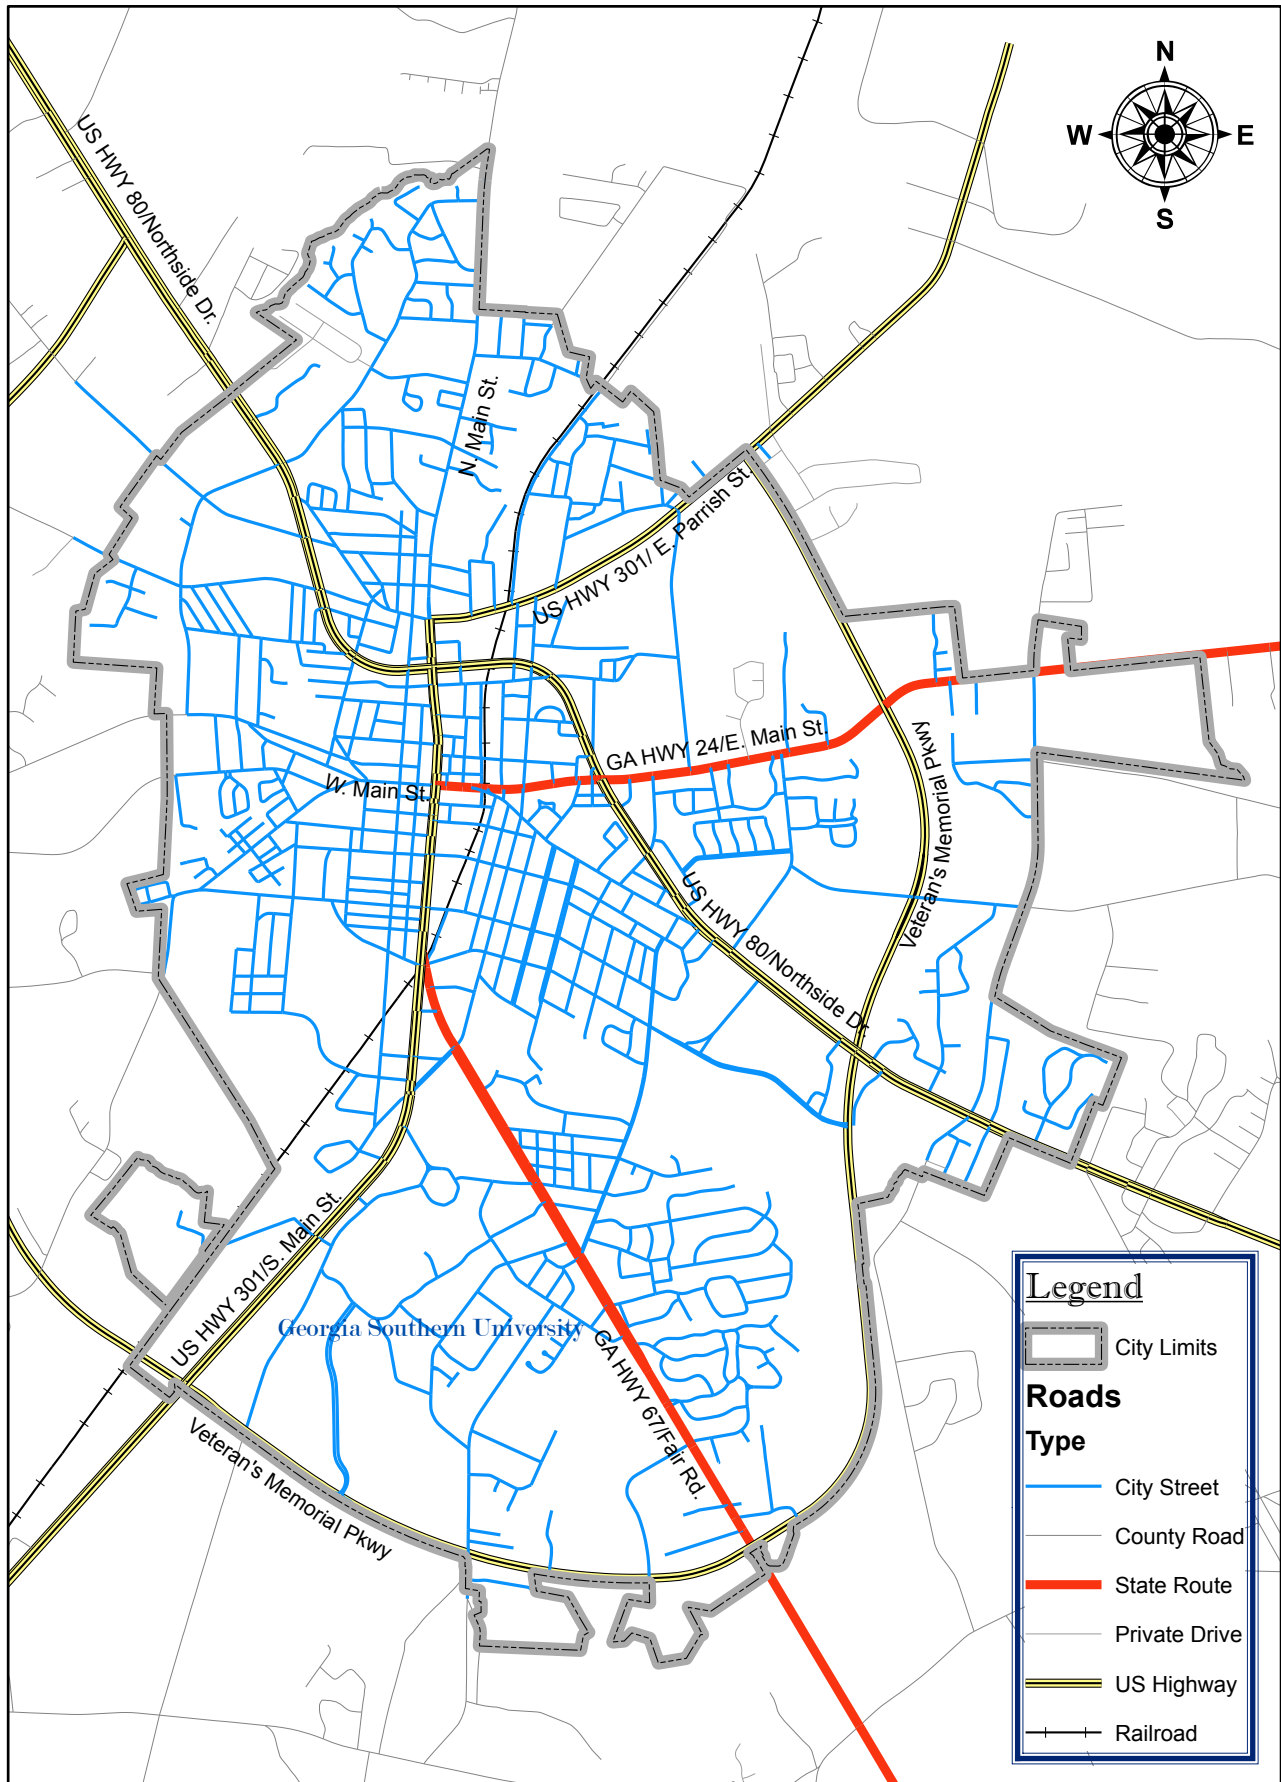 N
W
E
S
US HWY 80/Northside Dr.
N. Main St.
US HWY 301/ E. Parrish St.
GA HWY 24/E. Main St.
W. Main St.
Veteran's Memorial Pkwy
US HWY 80/Northside Dr.
US HWY 301/S. Main St.
Georgia Southern University
GA HWY 67/Fair Rd.
Veteran's Memorial Pkwy
Legend
City Limits
Roads
Type
City Street
County Road
State Route
Private Drive
US Highway
Railroad